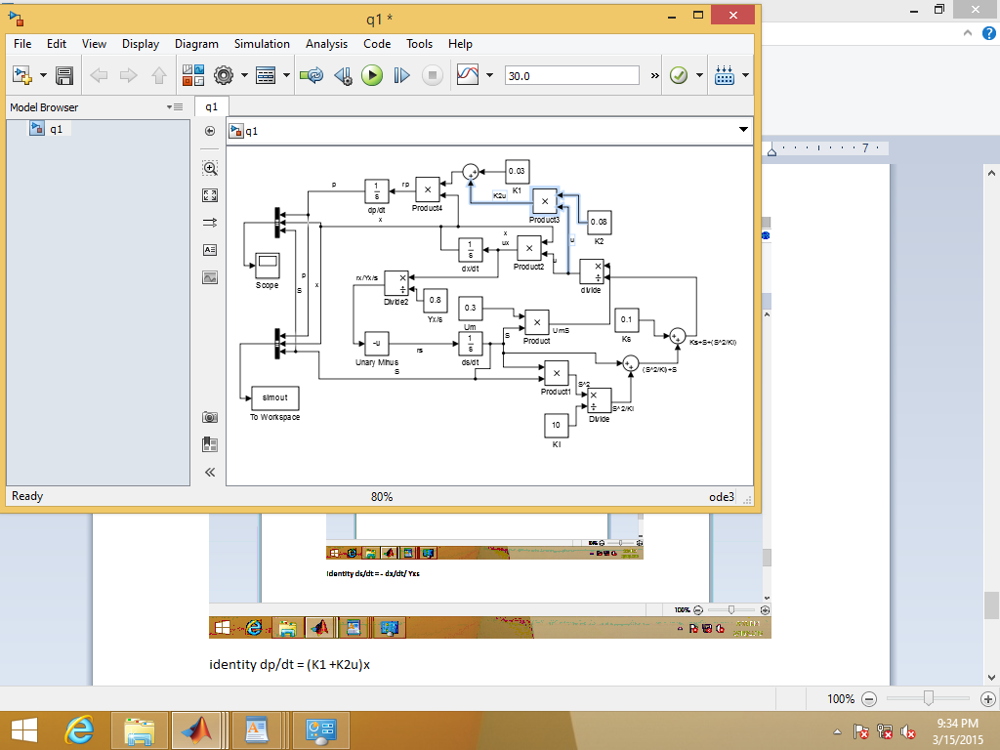 q1 *
File Edit View Display Diagram Simulation Analysis Code Tools Help
30.0
»
Model Browser
q1
q1
q1
7
p
1
s
dp/dt
rp
×
Product4
0.03
K1
K2u
×
Product3
0.08
K2
x
x
ux
u
u
1
s
dx/dt
×
Product2
×
÷
divide
Scope
p
S
x
rx/Yx/s
×
÷
Divide2
0.8
Yx/s
0.3
Um
×
Product
UmS
0.1
Ks
Ks+S+(S^2/KI)
-u
Unary Minus
rs
1
s
ds/dt
S
S
(S^2/KI)+S
×
Product1
S^2
×
÷
Divide
S^2/KI
10
KI
simout
To Workspace
Ready 80% ode3
identity ds/dt = - dx/dt/ Yxs
100%
identity dp/dt = (K1 +K2u)x
100%
9:34 PM
3/15/2015